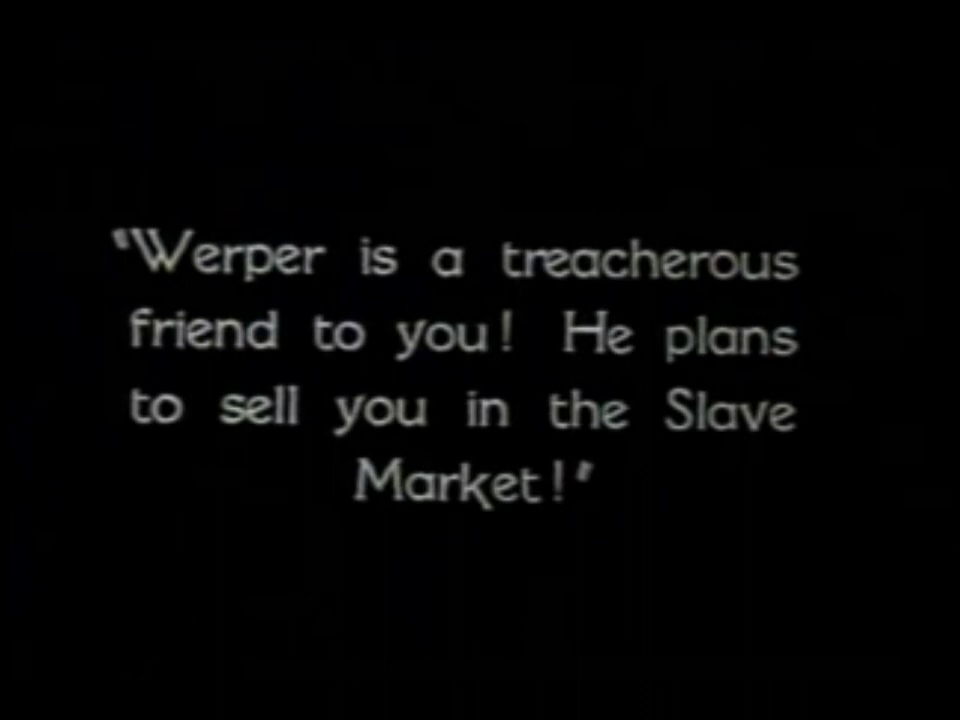 "Werper is a treacherous
friend to you! He plans
to sell you in the Slave
Market!"